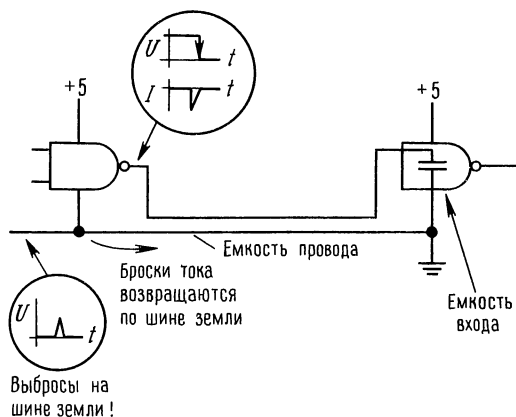 U
t
I
t
+5
+5
Емкость провода
Броски тока
возвращаются
по шине земли
Емкость
входа
U
t
Выбросы на
шине земли!